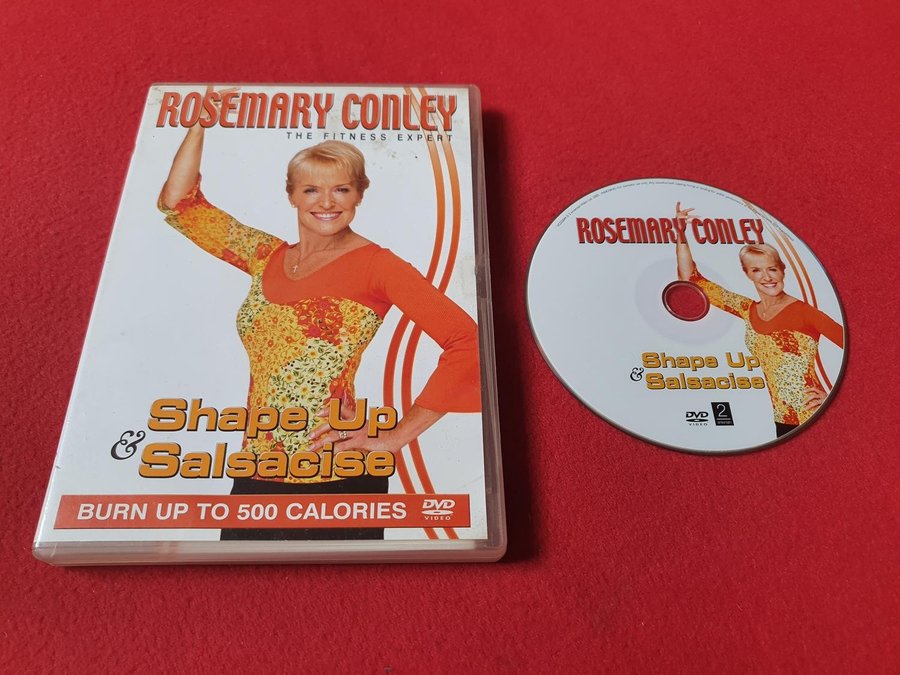 ROSEMARY CONLEY
THE FITNESS EXPERT
Shape Up
& Salsacise
BURN UP TO 500 CALORIES
DVD
VIDEO
ROSEMARY CONLEY
Shape Up
& Salsacise
DVD
VIDEO
2